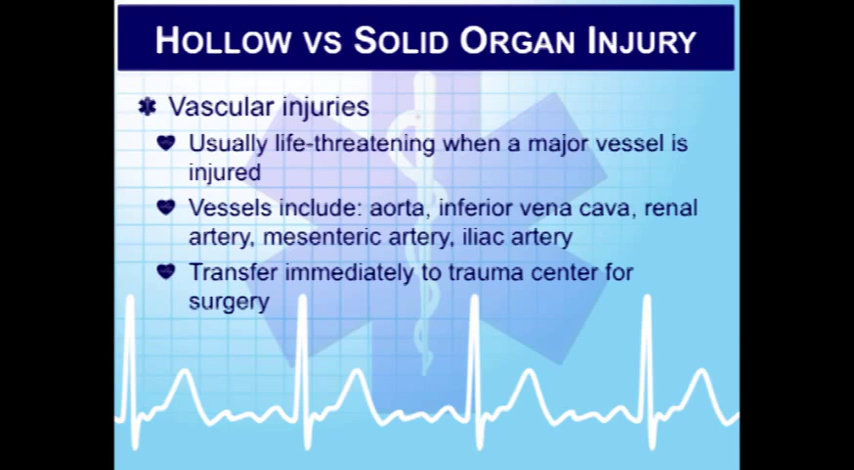 HOLLOW VS SOLID ORGAN INJURY
Vascular injuries
Usually life-threatening when a major vessel is
injured
Vessels include: aorta, inferior vena cava, renal
artery, mesenteric artery, iliac artery
Transfer immediately to trauma center for
surgery